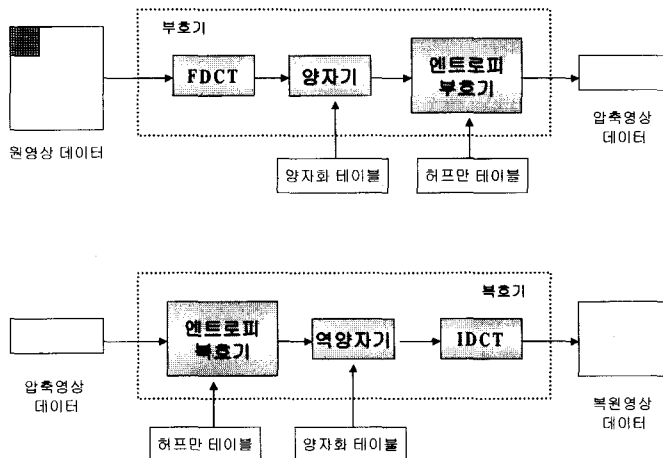 부호기
FDCT
양자기
엔트로피
부호기
원영상 데이터
압축영상
데이터
양자화 테이블
허프만 테이블
복호기
엔트로피
복호기
역양자기
IDCT
압축영상
데이터
복원영상
데이터
허프만 테이블
양자화 테이블